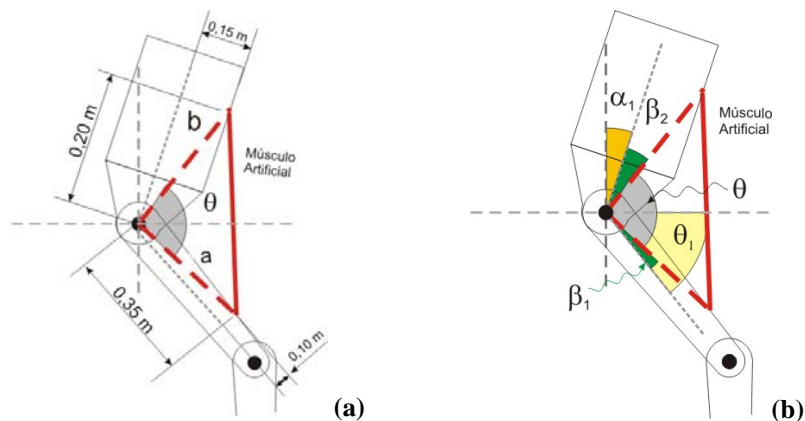 0,15 m
0,20 m
b
Músculo
Artificial
θ
a
0,35 m
0,10 m
(a)
α1
β2
Músculo
Artificial
θ
θ1
β1
(b)